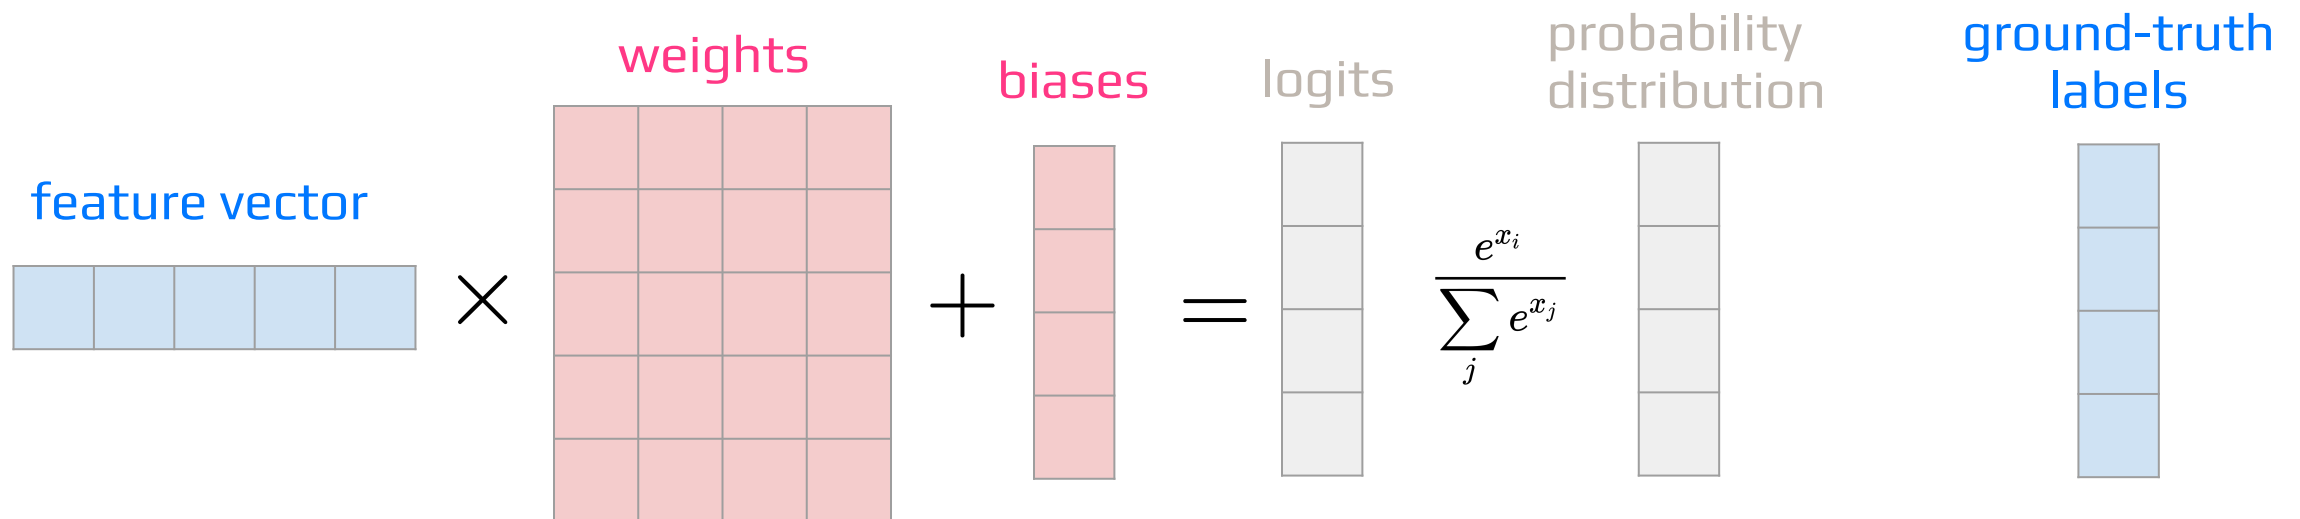 feature vector
×
weights
+
biases
=
logits
e^{x_i}
∑_j e^{x_j}
probability
distribution
ground-truth
labels